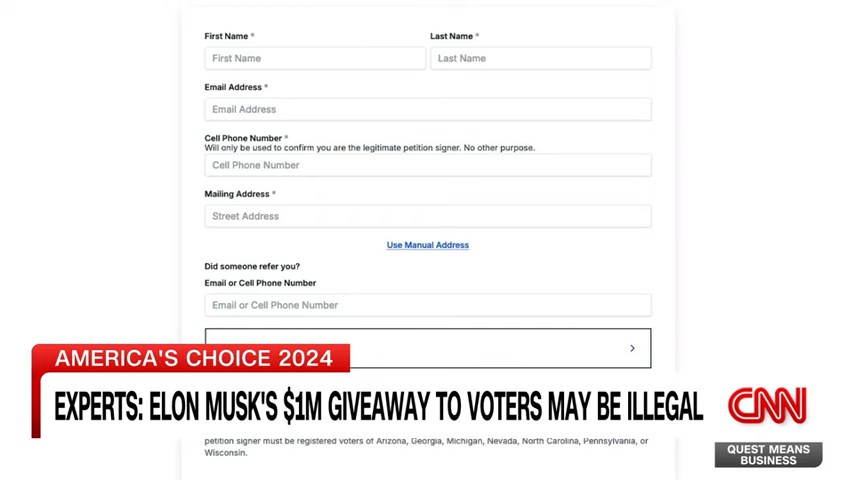 First Name * Last Name *
First Name Last Name
Email Address *
Email Address
Cell Phone Number *
Will only be used to confirm you are the legitimate petition signer. No other purpose.
Cell Phone Number
Mailing Address *
Street Address
Use Manual Address
Did someone refer you?
Email or Cell Phone Number
Email or Cell Phone Number
AMERICA'S CHOICE 2024
EXPERTS: ELON MUSK'S $1M GIVEAWAY TO VOTERS MAY BE ILLEGAL
CNN
petition signer must be registered voters of Arizona, Georgia, Michigan, Nevada, North Carolina, Pennsylvania, or
Wisconsin.
QUEST MEANS
BUSINESS